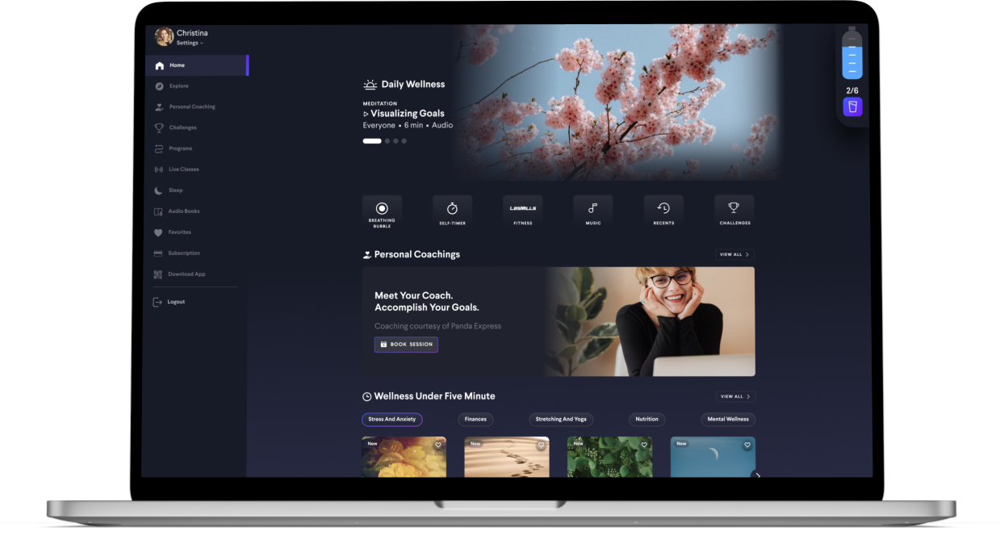 Christina
Settings
Home
Explore
Personal Coaching
Challenges
Programs
Live Classes
Sleep
Audio Books
Favorites
Subscription
Download App
Logout
Daily Wellness
MEDITATION
Visualizing Goals
Everyone • 6 min • Audio
2/6
BREATHING
BUBBLE
SELF-TIMER
LESMILLS
FITNESS
MUSIC
RECENTS
CHALLENGES
Personal Coachings
VIEW ALL
Meet Your Coach.
Accomplish Your Goals.
Coaching courtesy of Panda Express
BOOK SESSION
Wellness Under Five Minute
VIEW ALL
Stress And Anxiety
Finances
Stretching And Yoga
Nutrition
Mental Wellness
New
New
New
New